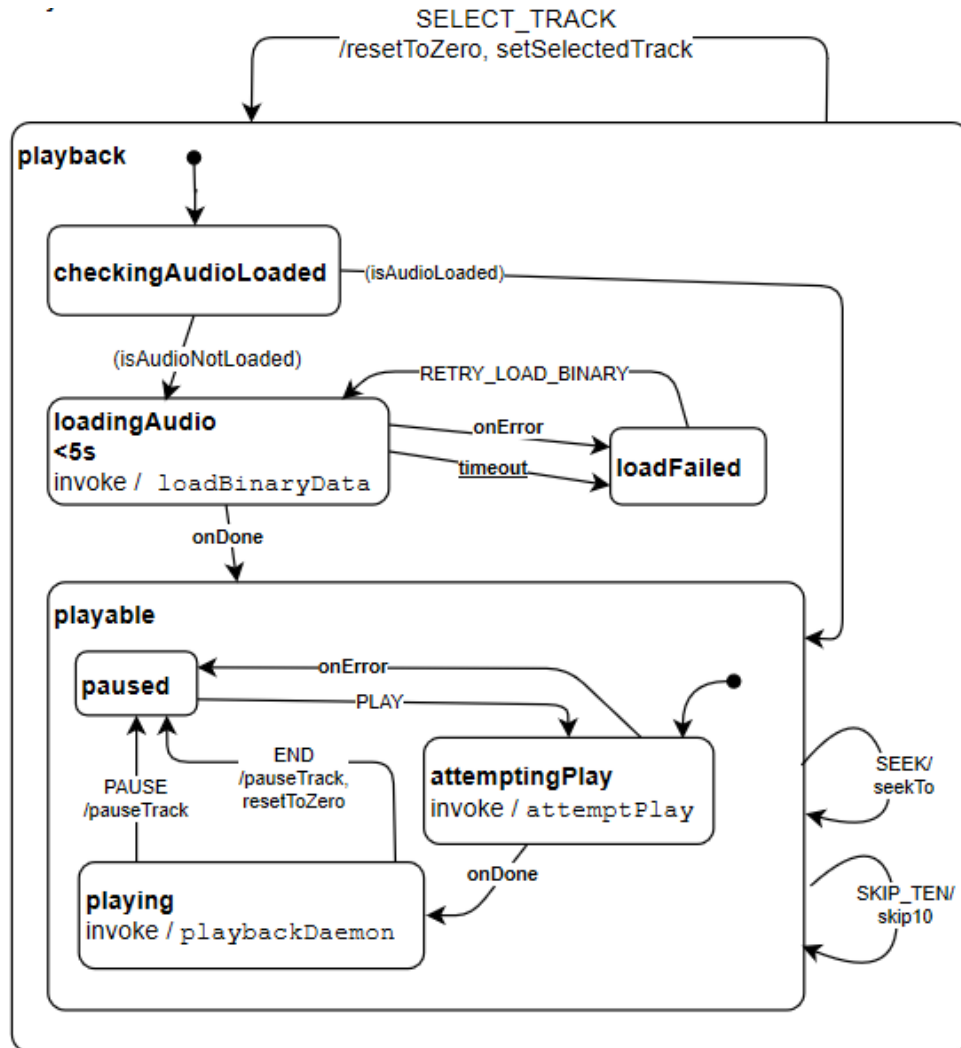 SELECT_TRACK
/resetToZero, setSelectedTrack
playback
checkingAudioLoaded
(isAudioLoaded)
(isAudioNotLoaded)
RETRY_LOAD_BINARY
loadingAudio
<5s
invoke / loadBinaryData
onError
timeout
loadFailed
onDone
playable
onError
paused
PLAY
END
/pauseTrack,
resetToZero
PAUSE
/pauseTrack
attemptingPlay
invoke / attemptPlay
SEEK/
seekTo
onDone
playing
invoke / playbackDaemon
SKIP_TEN/
skip10